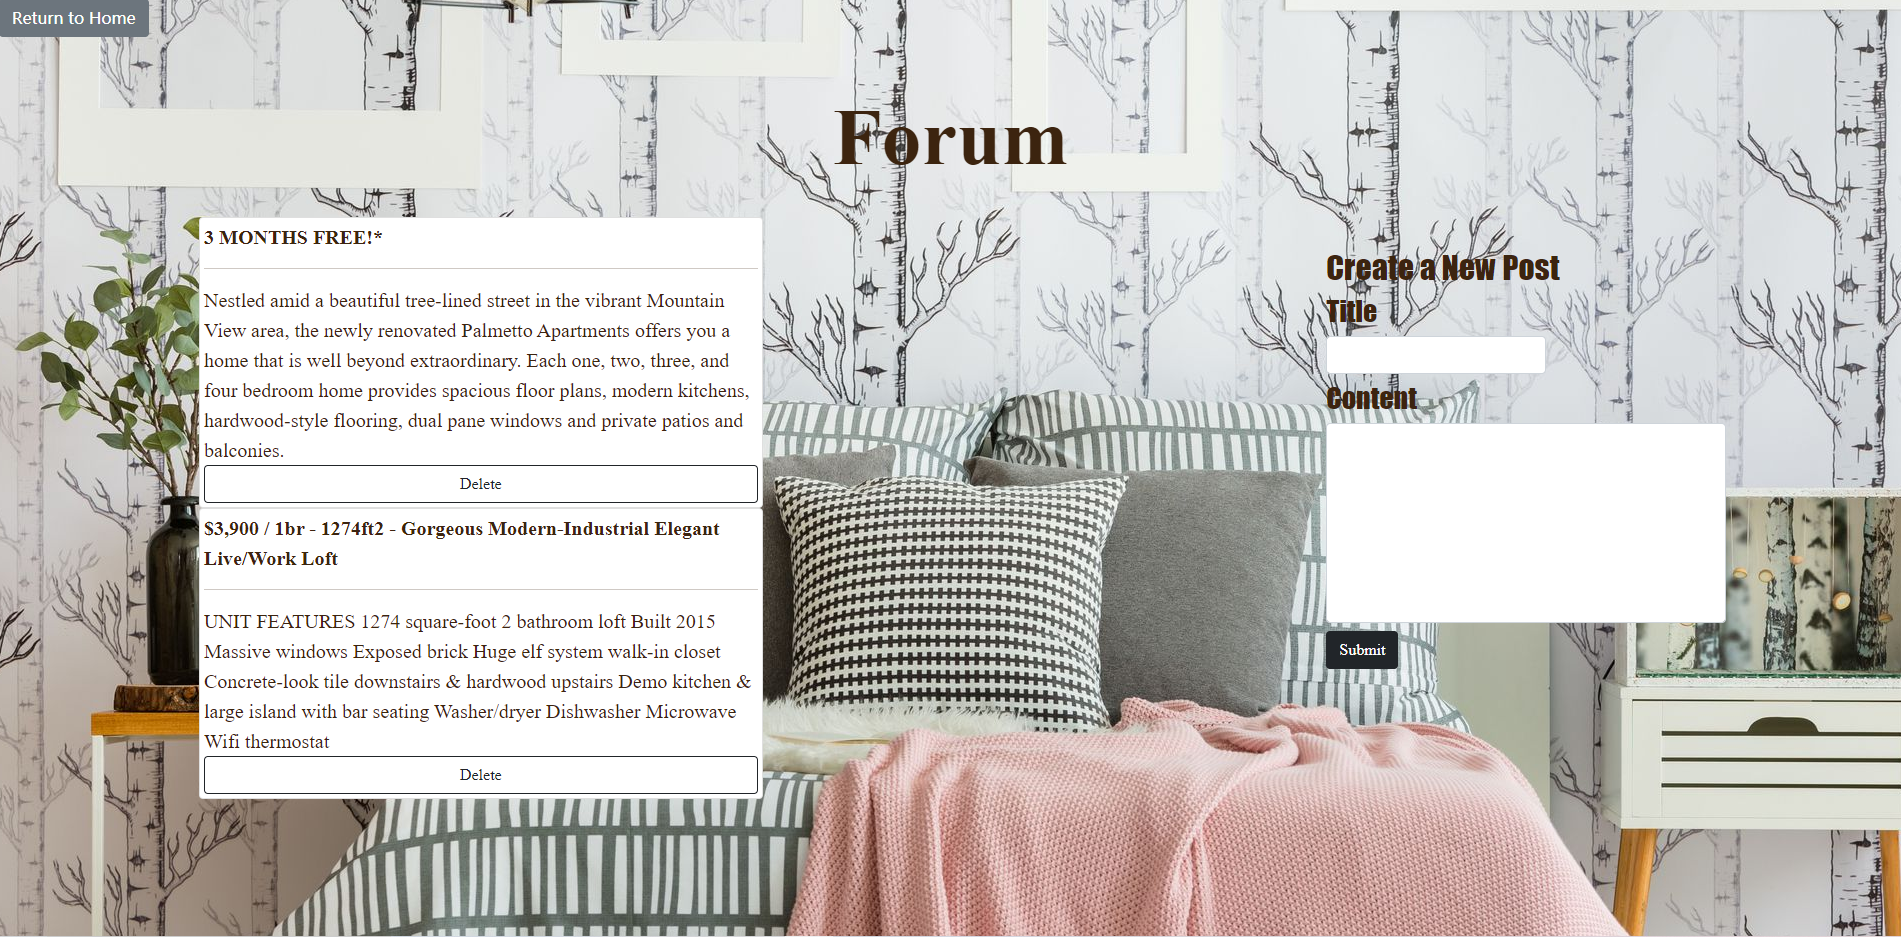 Return to Home
Forum
3 MONTHS FREE!*
Nestled amid a beautiful tree-lined street in the vibrant Mountain
View area, the newly renovated Palmetto Apartments offers you a
home that is well beyond extraordinary. Each one, two, three, and
four bedroom home provides spacious floor plans, modern kitchens,
hardwood-style flooring, dual pane windows and private patios and
balconies.
Delete
$3,900 / 1br - 1274ft2 - Gorgeous Modern-Industrial Elegant
Live/Work Loft
UNIT FEATURES 1274 square-foot 2 bathroom loft Built 2015
Massive windows Exposed brick Huge elf system walk-in closet
Concrete-look tile downstairs & hardwood upstairs Demo kitchen &
large island with bar seating Washer/dryer Dishwasher Microwave
Wifi thermostat
Delete
Create a New Post
Title
Content
Submit